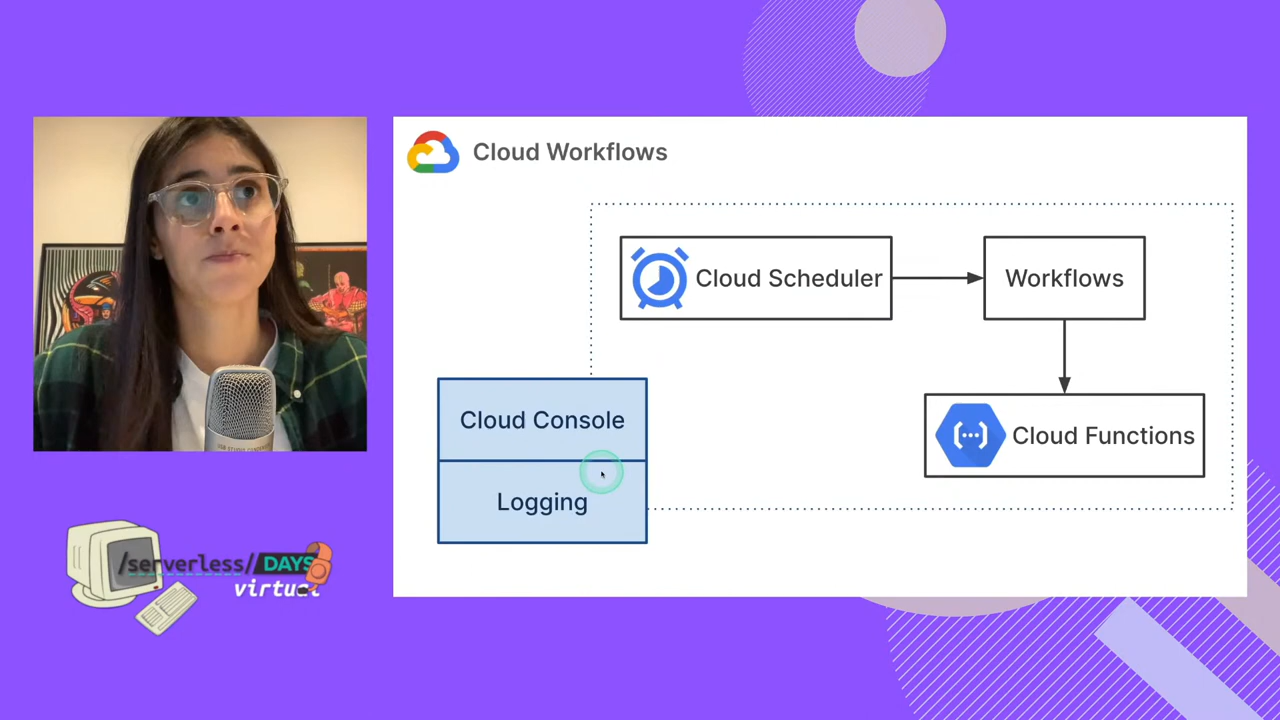 Cloud Workflows
Cloud Scheduler
Workflows
Cloud Console
Cloud Functions
Logging
/serverless/DAYS
virtual